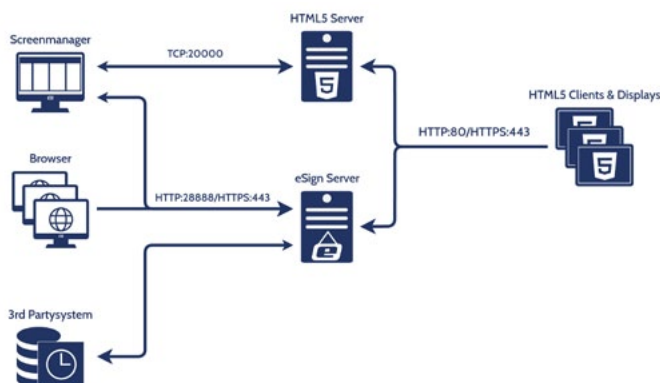 HTML5 Server
Screenmanager
TCP:20000
HTML5 Clients & Displays
HTTP:80/HTTPS:443
Browser
eSign Server
HTTP:28888/HTTPS:443
3rd Partysystem